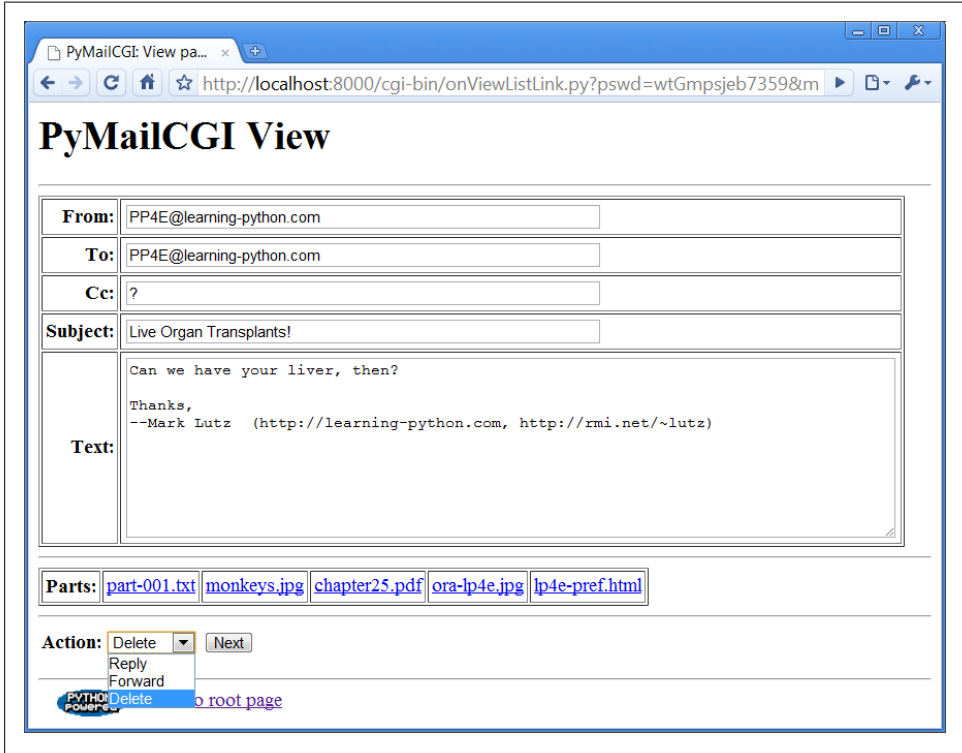 PyMailCGI: View pa...
http://localhost:8000/cgi-bin/onViewListLink.py?pswd=wtGmpsjeb7359&m
PyMailCGI View
From: PP4E@learning-python.com
To: PP4E@learning-python.com
Cc: ?
Subject: Live Organ Transplants!
Text: Can we have your liver, then?
Thanks,
--Mark Lutz (http://learning-python.com, http://rmi.net/~lutz)
Parts: part-001.txt monkeys.jpg chapter25.pdf ora-lp4e.jpg lp4e-pref.html
Action: Delete Next
Reply
Forward
Delete
o root page